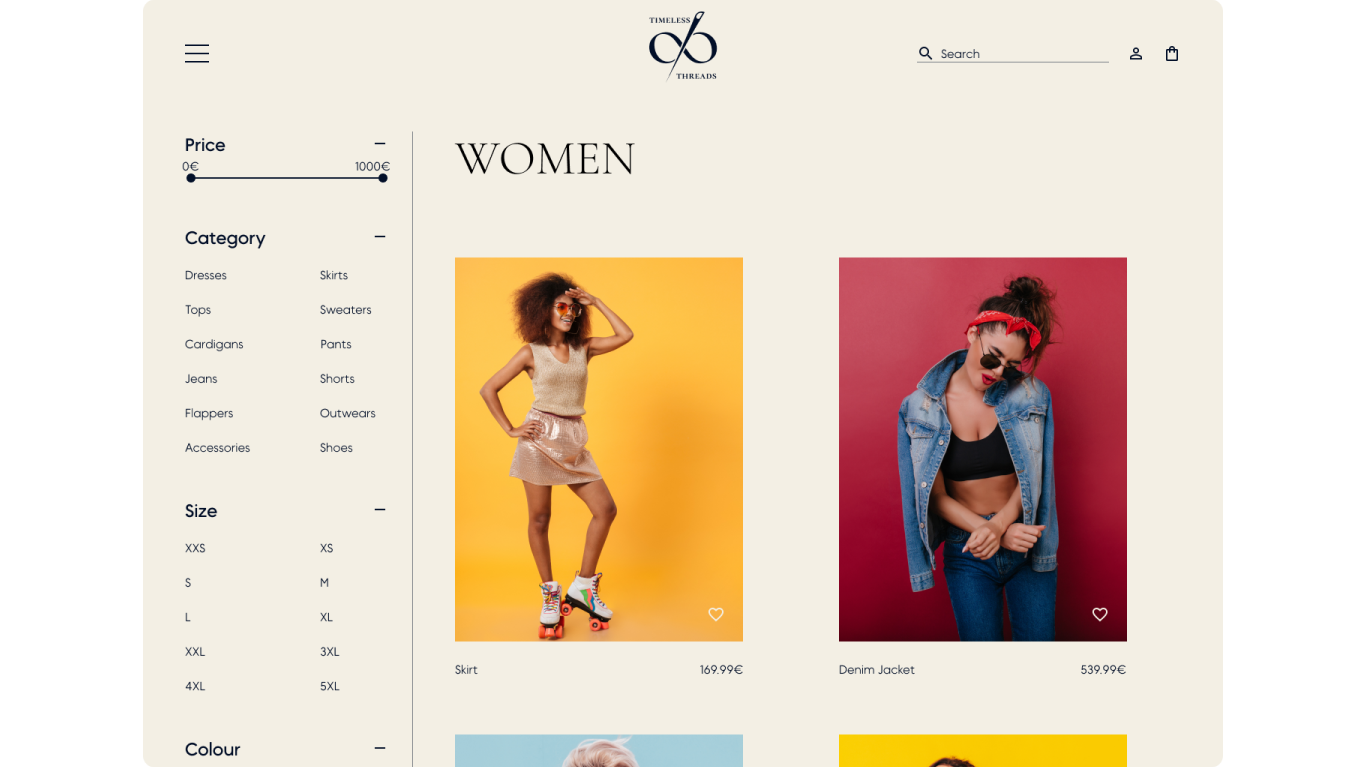 TIMELESS
THREADS
Search
Price
0€ 1000€
Category
Dresses Skirts
Tops Sweaters
Cardigans Pants
Jeans Shorts
Flappers Outwears
Accessories Shoes
Size
XXS XS
S M
L XL
XXL 3XL
4XL 5XL
Colour
WOMEN
Skirt 169.99€
Denim Jacket 539.99€